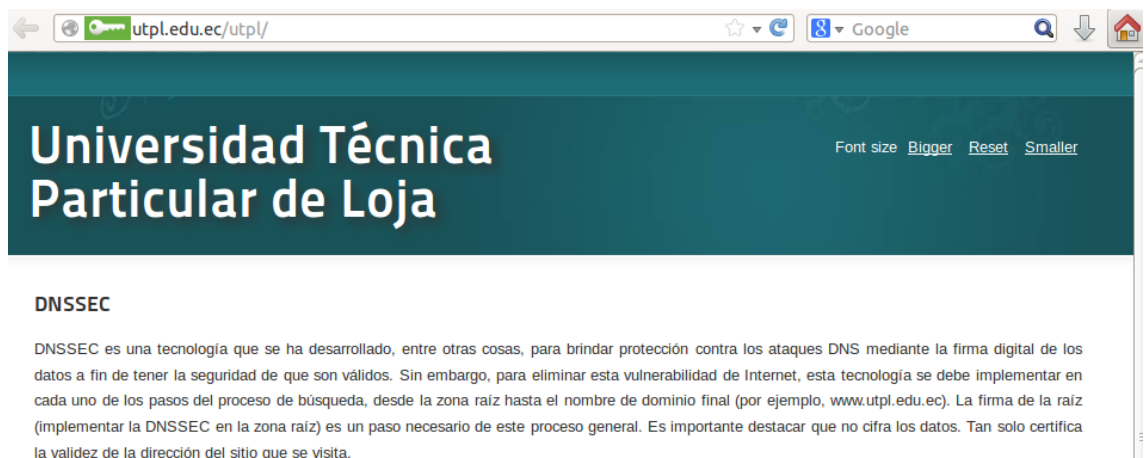 utpl.edu.ec/utpl/
8 Google
Universidad Técnica
Particular de Loja
Font size Bigger Reset Smaller
DNSSEC
DNSSEC es una tecnología que se ha desarrollado, entre otras cosas, para brindar protección contra los ataques DNS mediante la firma digital de los
datos a fin de tener la seguridad de que son válidos. Sin embargo, para eliminar esta vulnerabilidad de Internet, esta tecnología se debe implementar en
cada uno de los pasos del proceso de búsqueda, desde la zona raíz hasta el nombre de dominio final (por ejemplo, www.utpl.edu.ec). La firma de la raíz
(implementar la DNSSEC en la zona raíz) es un paso necesario de este proceso general. Es importante destacar que no cifra los datos. Tan solo certifica
la validez de la dirección del sitio que se visita.